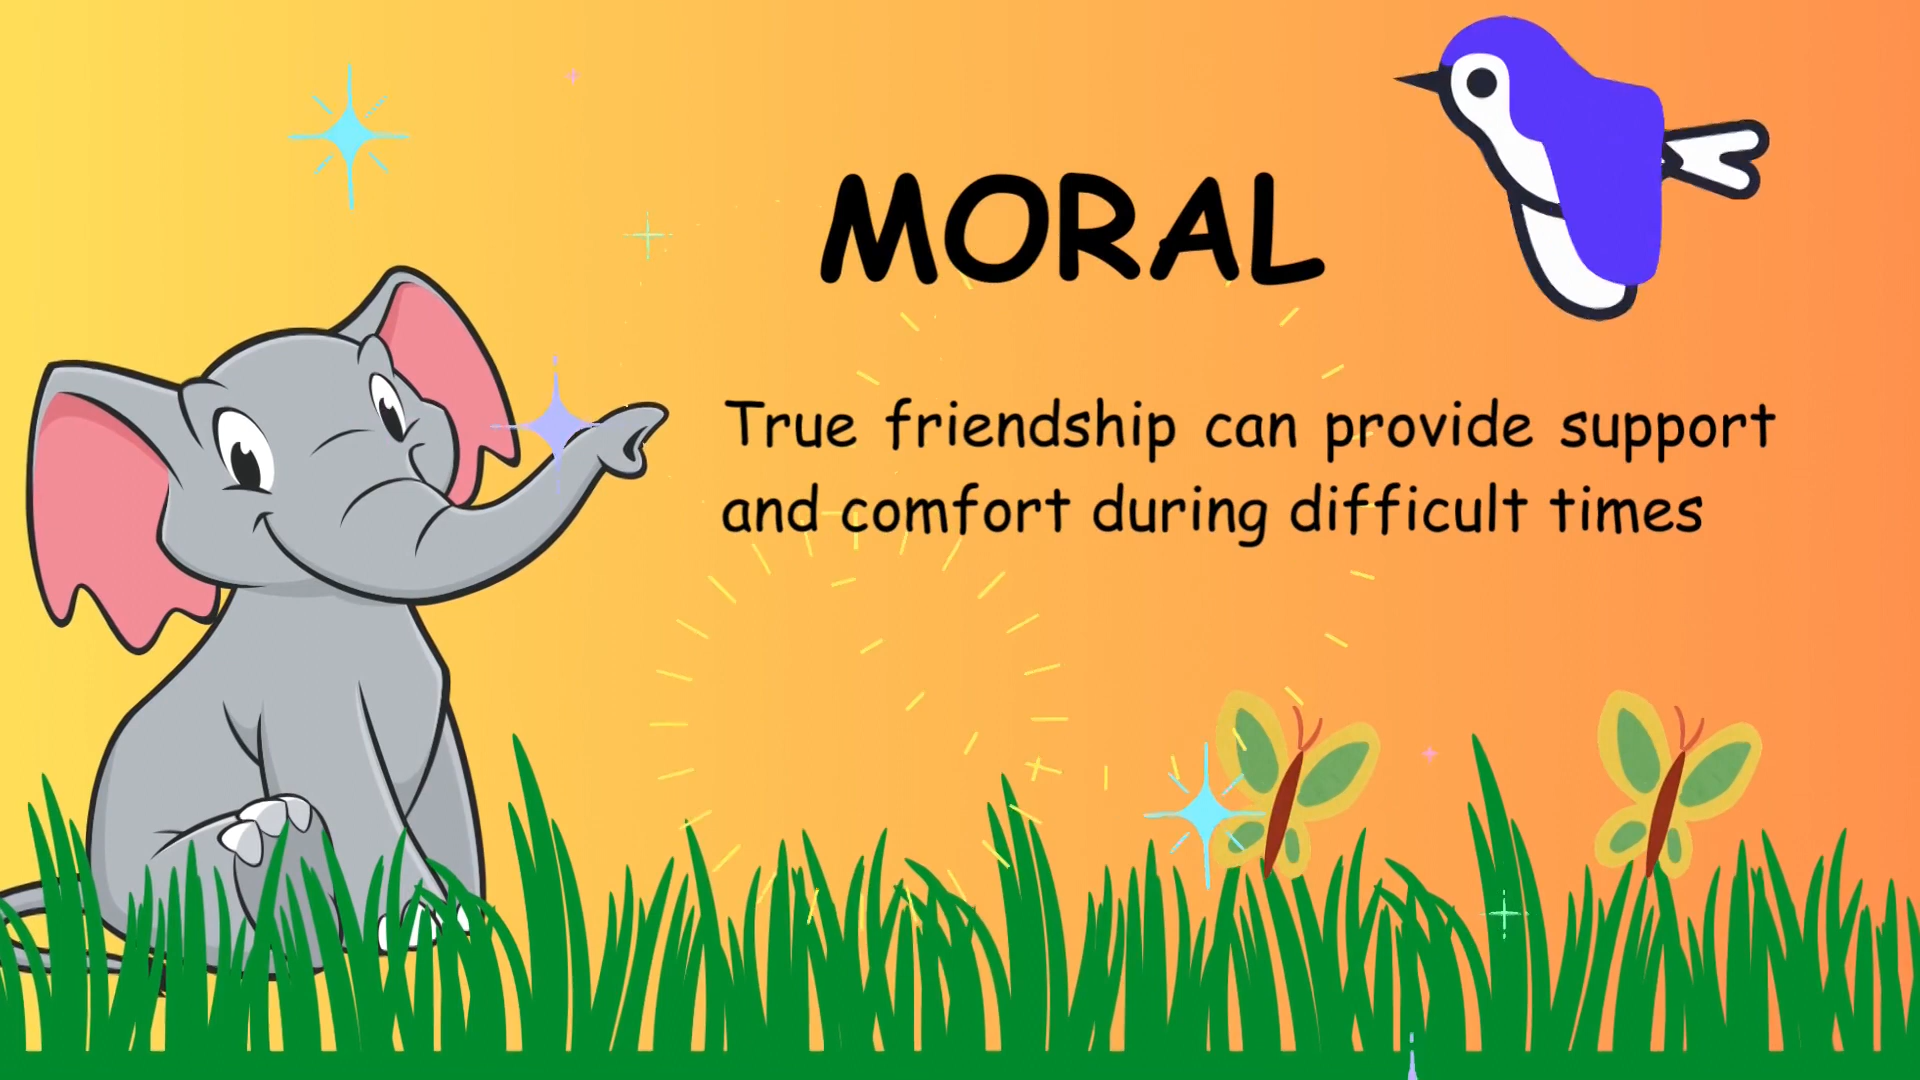 MORAL
True friendship can provide support
and comfort during difficult times